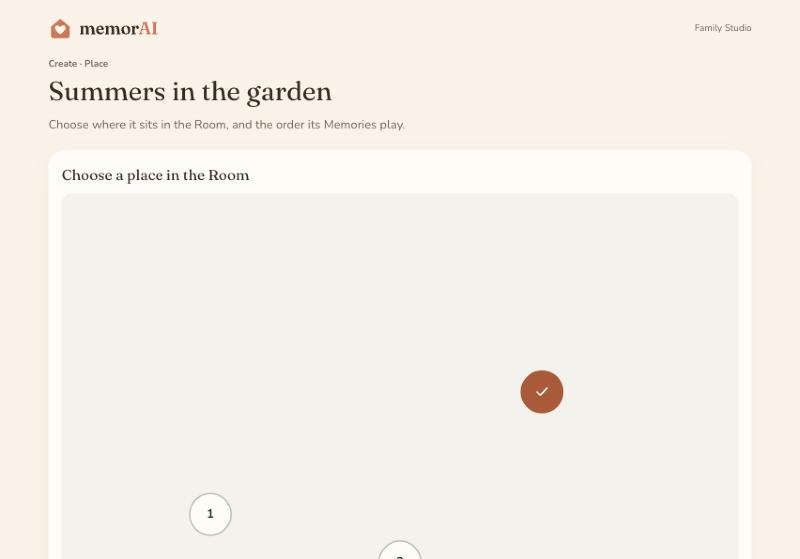 memorAI
Family Studio
Create · Place
Summers in the garden
Choose where it sits in the Room, and the order its Memories play.
Choose a place in the Room
1